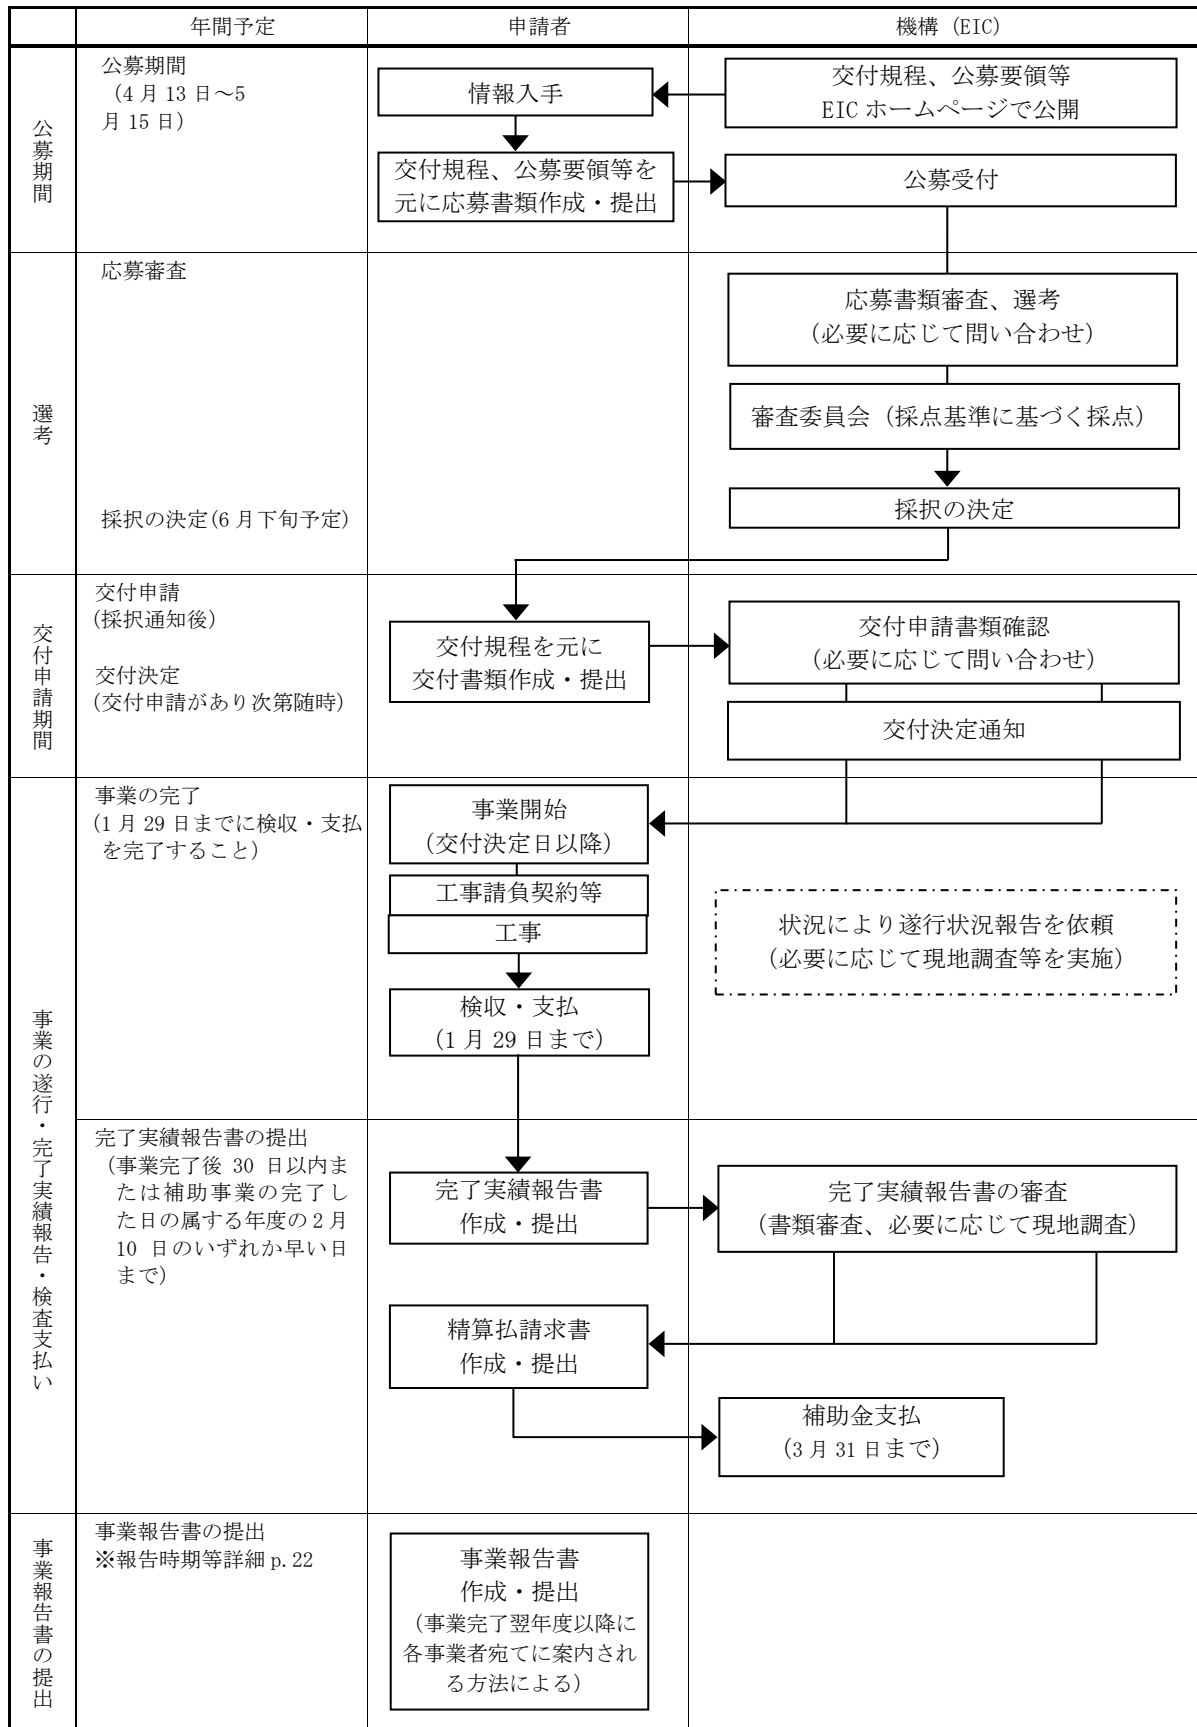 年間予定
申請者
機構 (EIC)
公募期間
公募期間
（4 月 13 日～5
月 15 日）
情報入手
交付規程、公募要領等
EIC ホームページで公開
交付規程、公募要領等を
元に応募書類作成・提出
公募受付
選考
応募審査
応募書類審査、選考
（必要に応じて問い合わせ）
審査委員会（採点基準に基づく採点）
採択の決定(6 月下旬予定)
採択の決定
交付申請期間
交付申請
(採択通知後)
交付決定
(交付申請があり次第随時)
交付規程を元に
交付書類作成・提出
交付申請書類確認
（必要に応じて問い合わせ）
交付決定通知
事業の遂行・完了実績報告・検査支払い
事業の完了
(1 月 29 日までに検収・支払
を完了すること)
事業開始
（交付決定日以降）
工事請負契約等
工事
状況により遂行状況報告を依頼
（必要に応じて現地調査等を実施）
検収・支払
（1 月 29 日まで）
完了実績報告書の提出
（事業完了後 30 日以内ま
たは補助事業の完了し
た日の属する年度の 2 月
10 日のいずれか早い日
まで）
完了実績報告書
作成・提出
完了実績報告書の審査
（書類審査、必要に応じて現地調査）
精算払請求書
作成・提出
補助金支払
（3 月 31 日まで）
事業報告書の提出
事業報告書の提出
※報告時期等詳細 p.22
事業報告書
作成・提出
（事業完了翌年度以降に
各事業者宛てに案内され
る方法による）